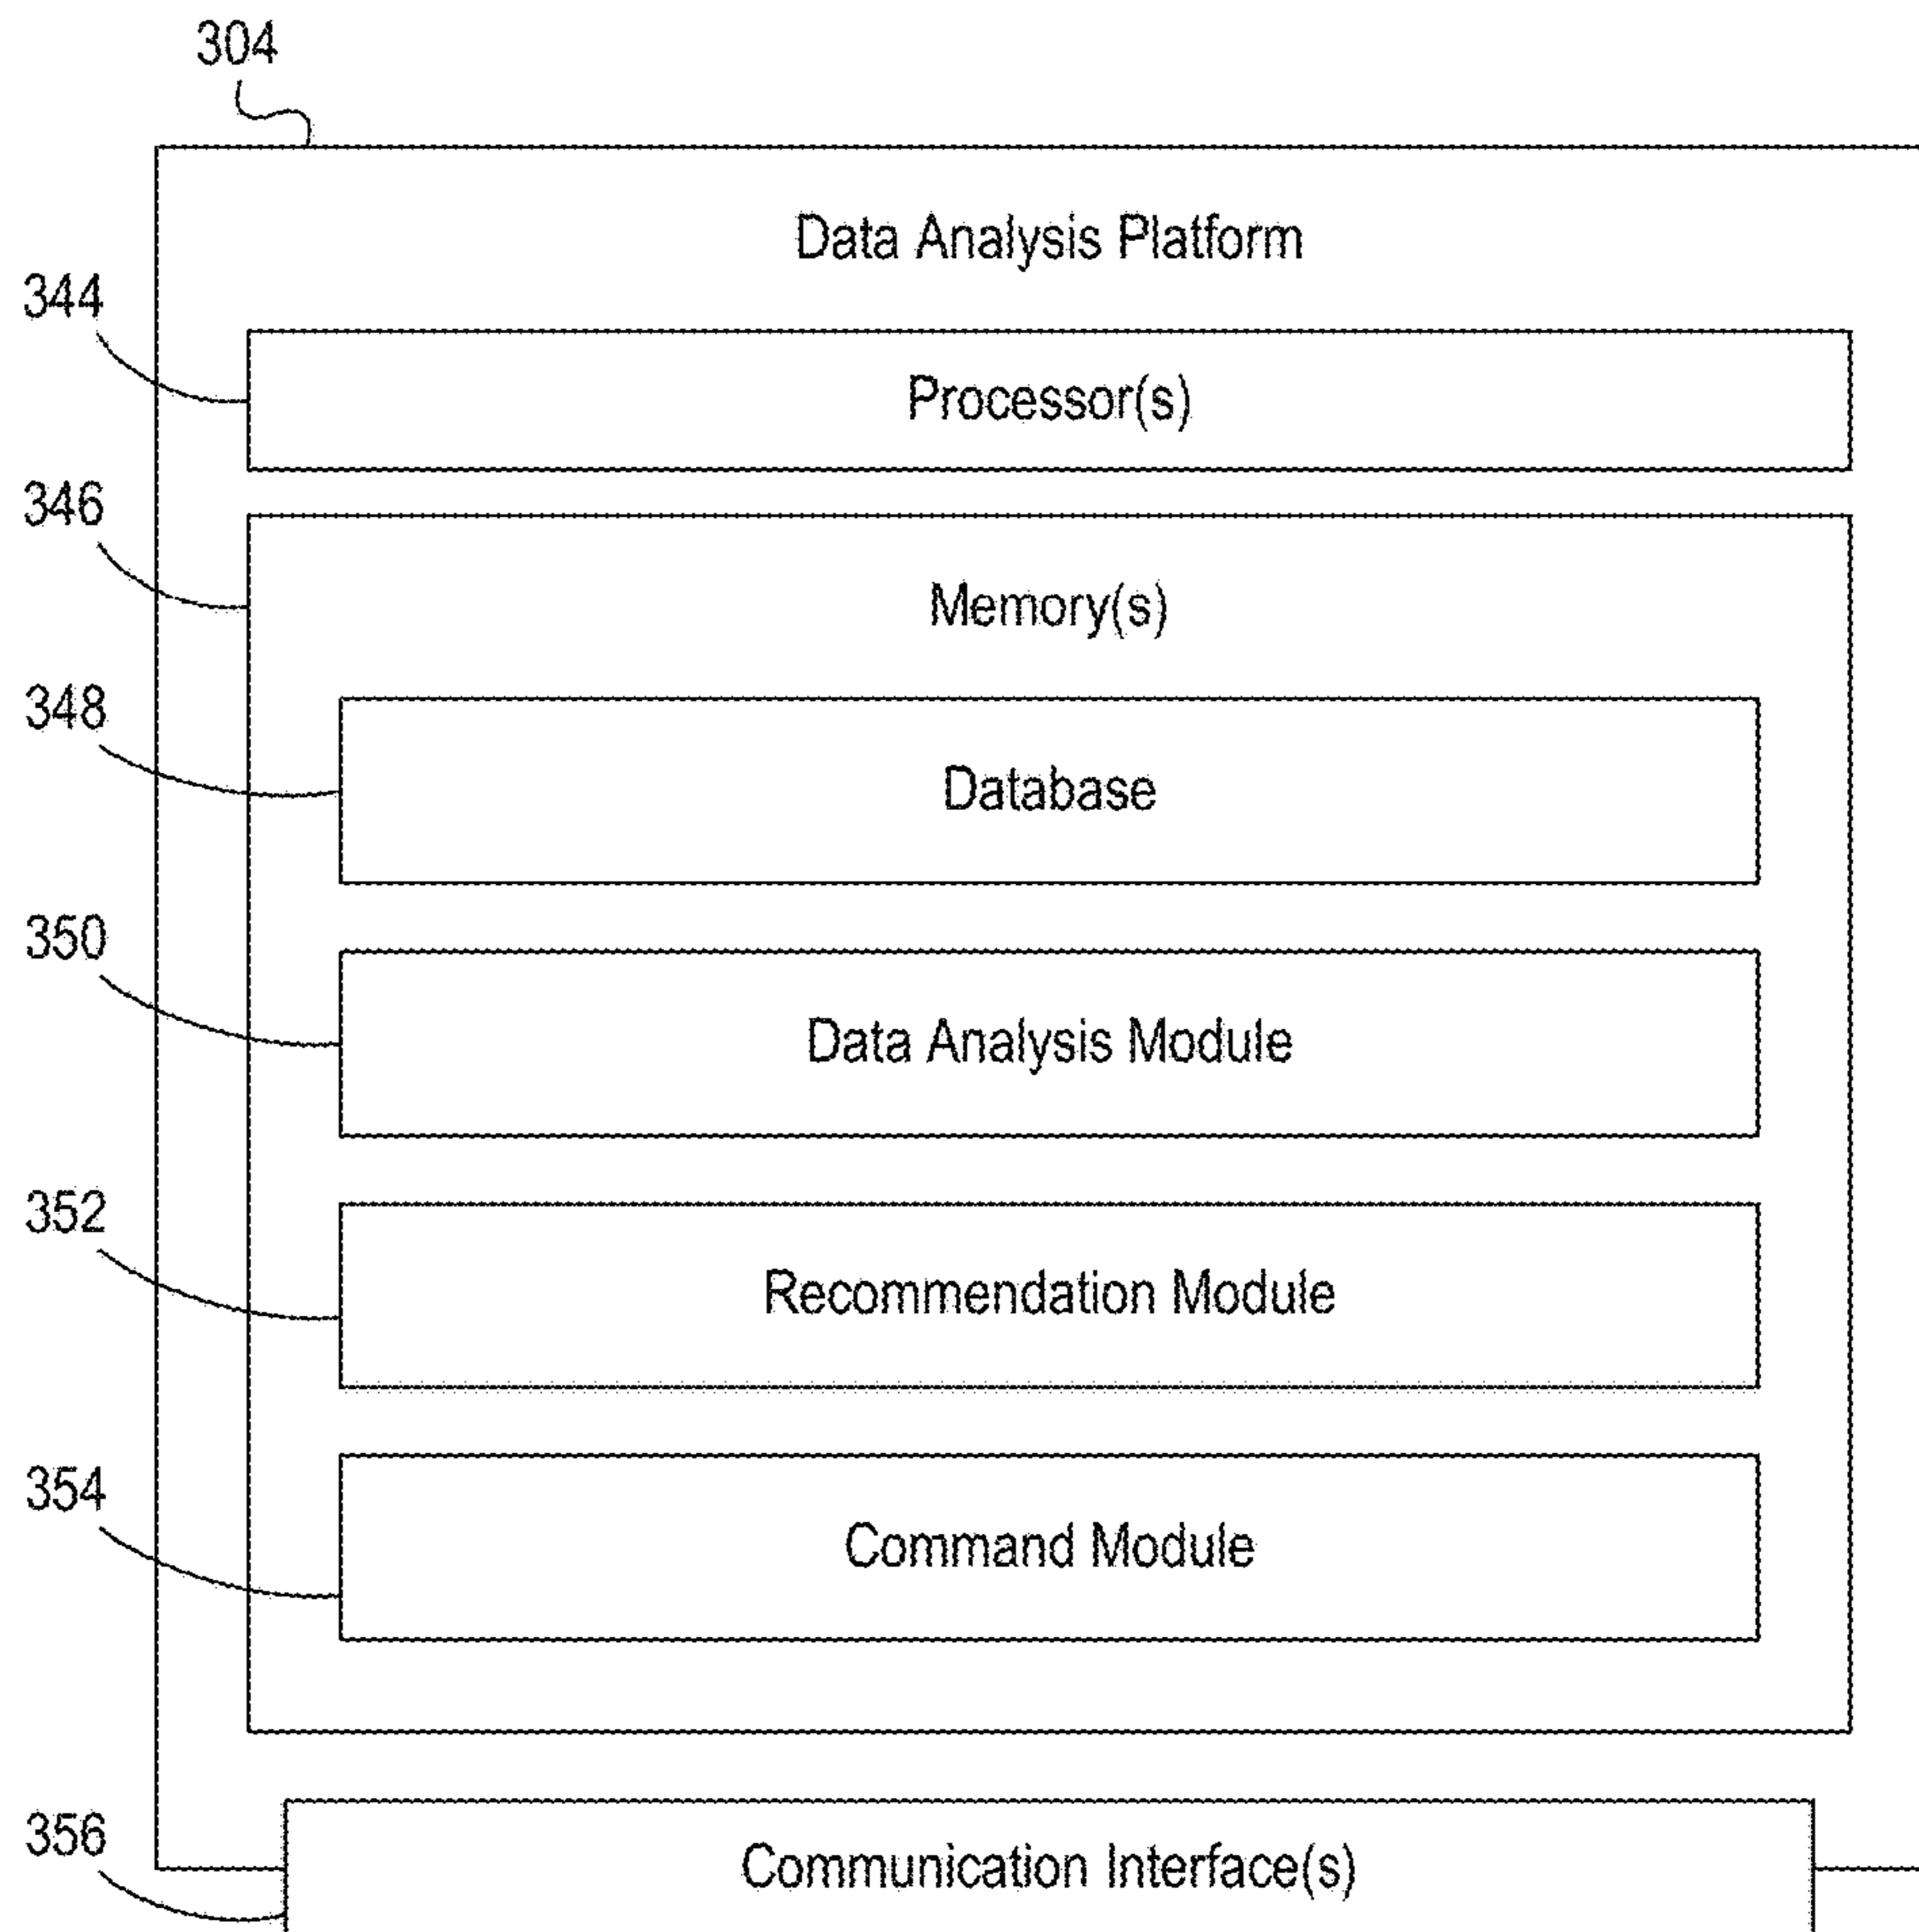 304
Data Analysis Platform
344
Processor(s)
346
Memory(s)
348
Database
350
Data Analysis Module
352
Recommendation Module
354
Command Module
356
Communication Interface(s)